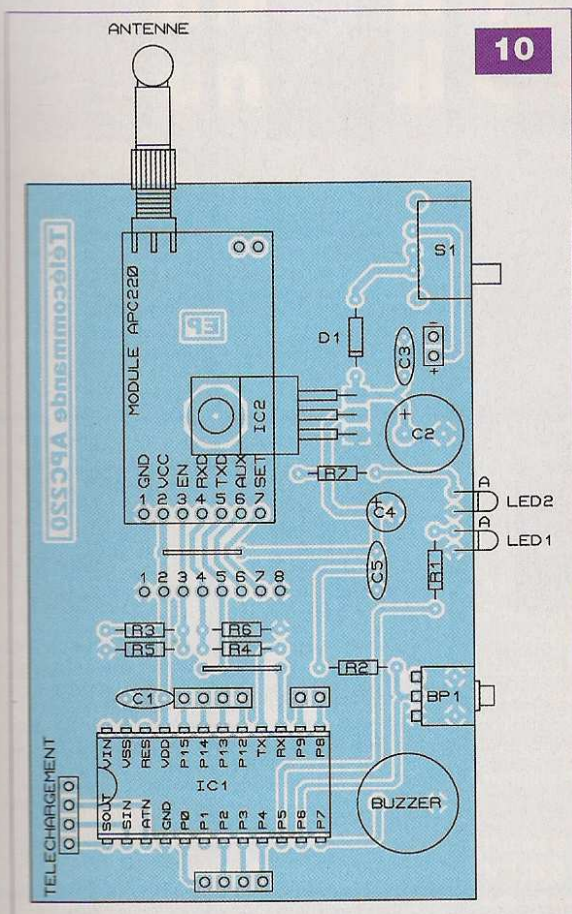 ANTENNE
10
Télécommande APC220
MODULE APC220
EP
S1
D1
C3
-
+
IC2
+
C2
1 GND
2 VCC
3 EN
4 RXD
5 TXD
6 AUX
7 SET
R7
+
C4
A
LED2
A
LED1
1 2 3 4 5 6 7 8
C5
R1
R3
R6
R5
R4
R2
C1
BP1
VIN
VSS
RES
VDD
P15
P14
P13
P12
TX
RX
P9
P8
IC1
SOUT
SIN
ATN
GND
P0
P1
P2
P3
P4
P5
P6
P7
BUZZER
TELECHARGEMENT